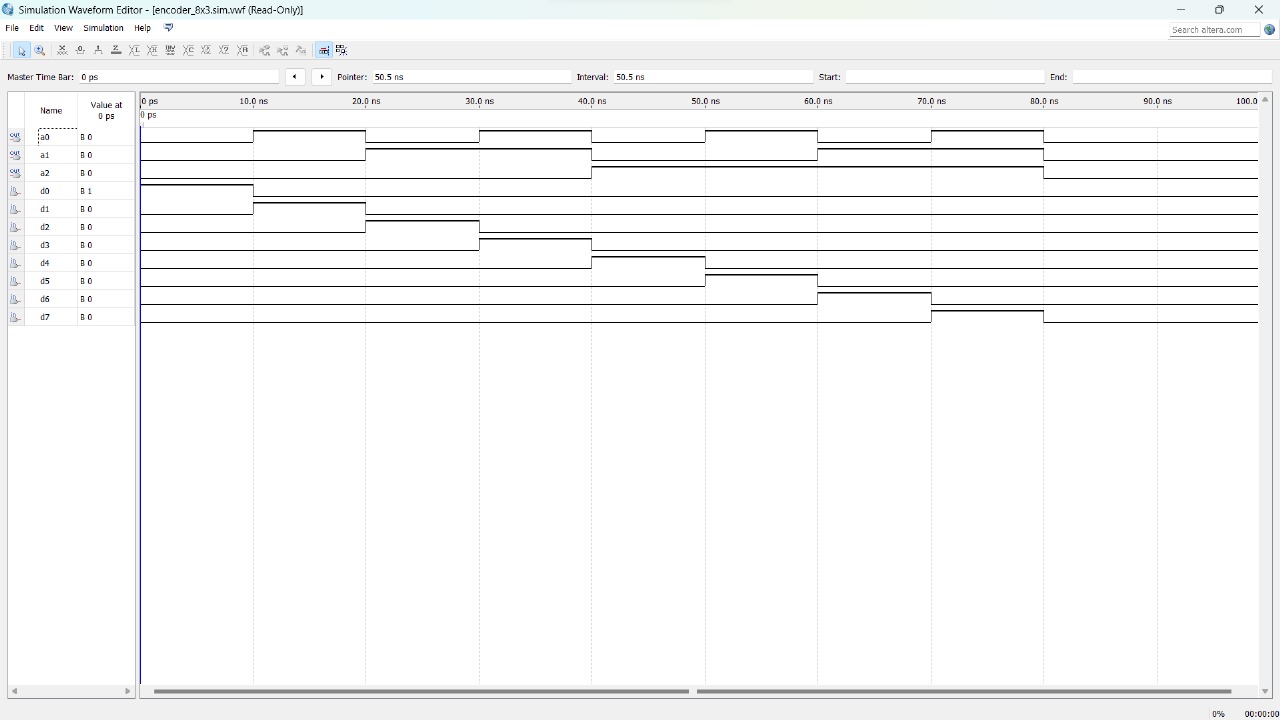 Simulation Waveform Editor - [encoder_8x3.sim.vwf (Read-Only)]
File Edit View Simulation Help
Search altera.com
Master Time Bar: 0 ps Pointer: 50.5 ns Interval: 50.5 ns Start: End:
Name Value at 0 ps
0 ps 10.0 ns 20.0 ns 30.0 ns 40.0 ns 50.0 ns 60.0 ns 70.0 ns 80.0 ns 90.0 ns 100.0
0 ps
a0 B 0
a1 B 0
a2 B 0
d0 B 1
d1 B 0
d2 B 0
d3 B 0
d4 B 0
d5 B 0
d6 B 0
d7 B 0
0% 00:00:00